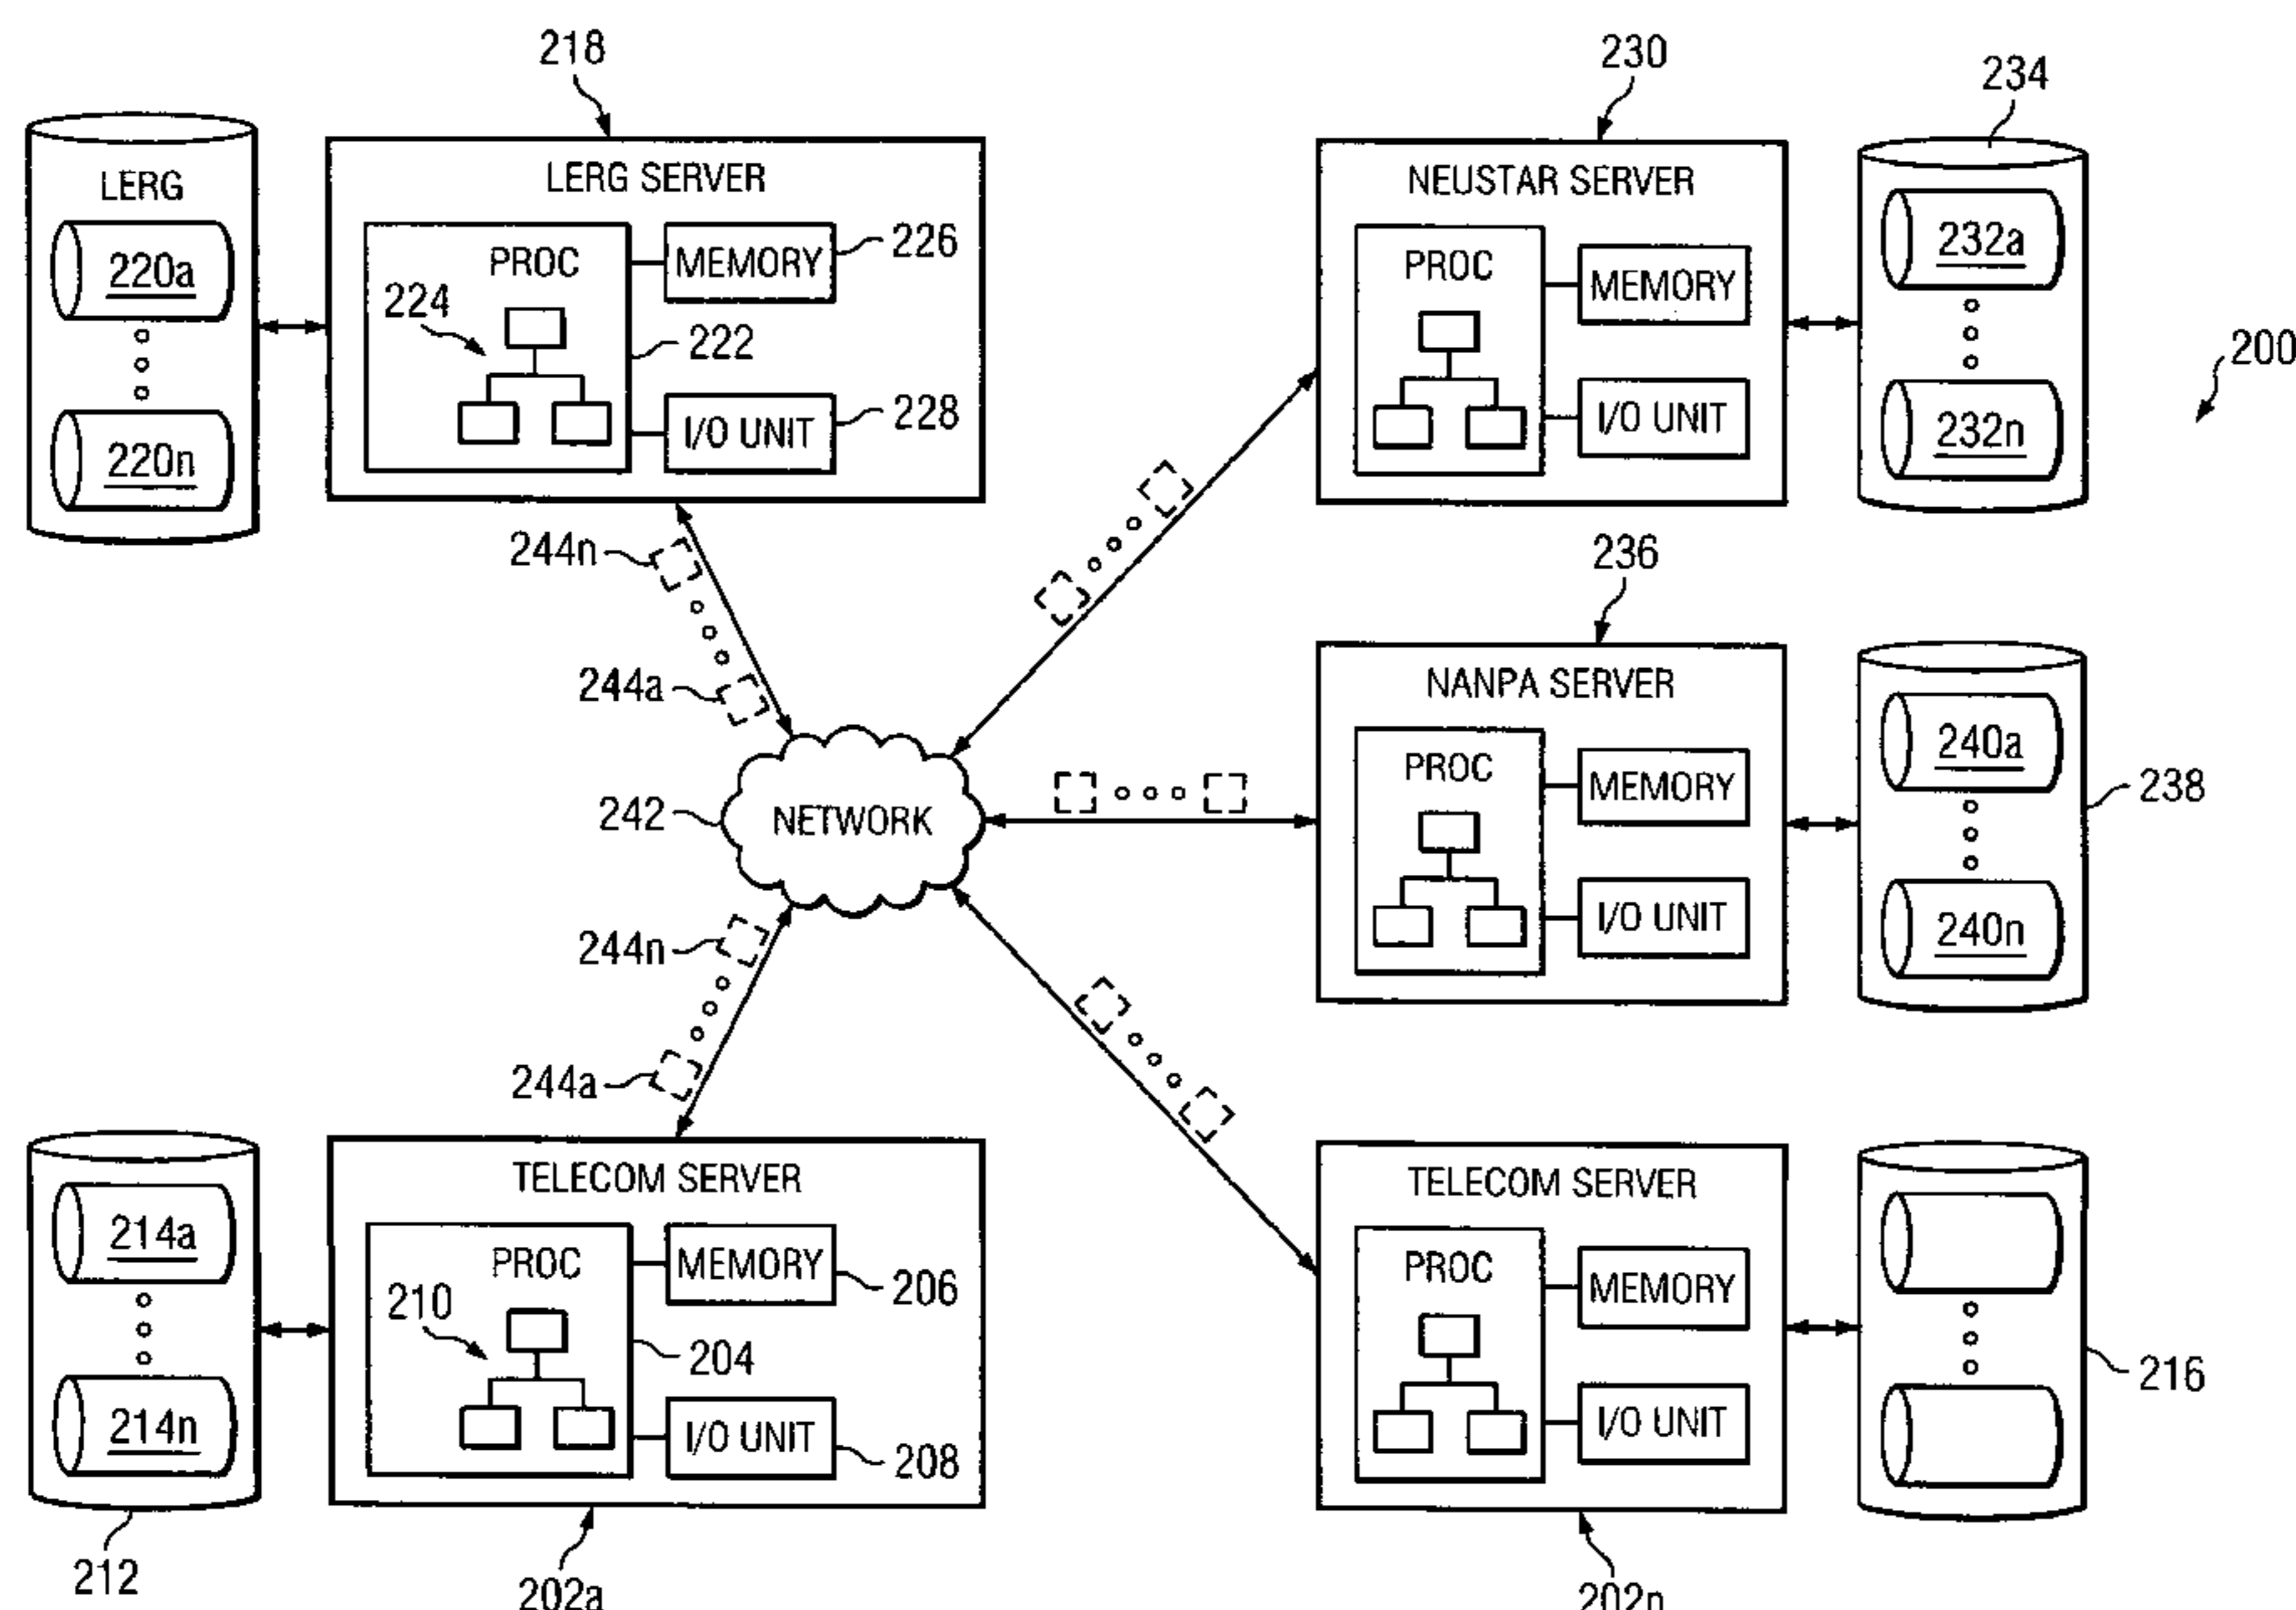 218
230
234
LERG
LERG SERVER
NEUSTAR SERVER
220a
PROC
MEMORY
226
224
222
220n
I/O UNIT
228
PROC
MEMORY
I/O UNIT
232a
232n
200
244n
244a
236
NANPA SERVER
PROC
MEMORY
I/O UNIT
240a
240n
238
242
NETWORK
244n
244a
TELECOM SERVER
214a
PROC
MEMORY
206
210
204
214n
I/O UNIT
208
212
202a
TELECOM SERVER
PROC
MEMORY
I/O UNIT
216
202n